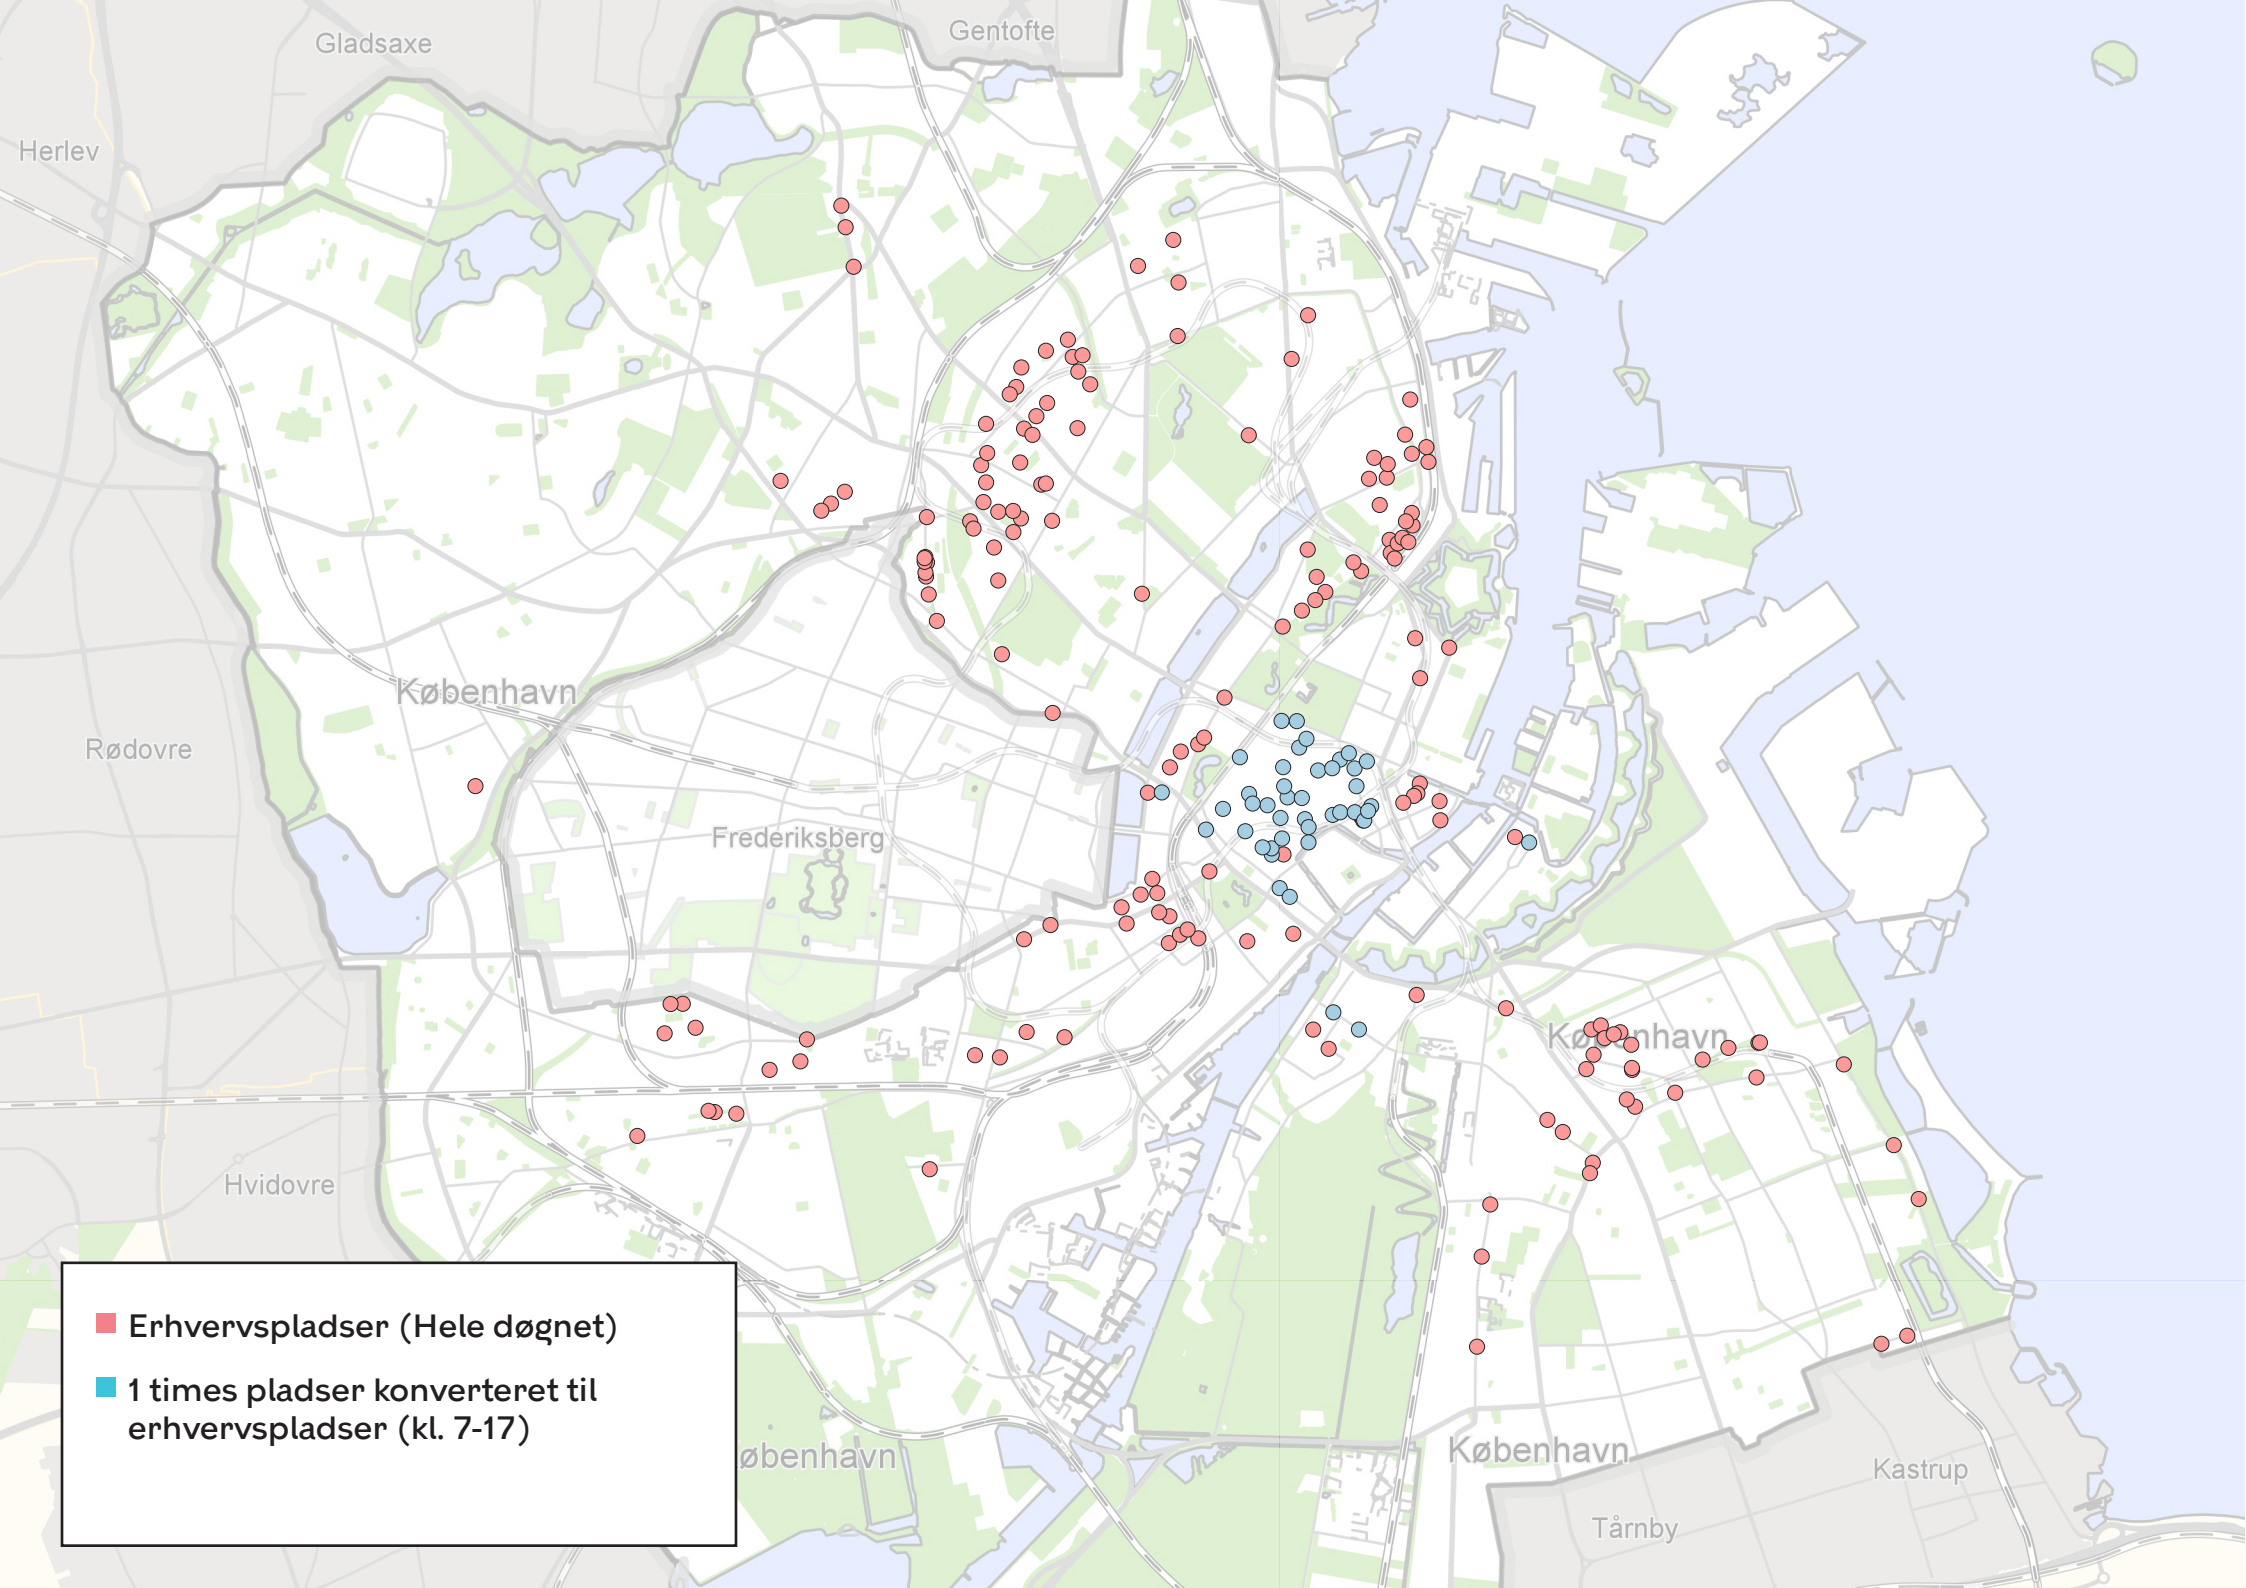 Gentofte
Gladsaxe
Herlev
København
Rødovre
Frederiksberg
København
Hvidovre
Erhvervspladser (Hele døgnet)
1 times pladser konverteret til
erhvervspladser (kl. 7-17)
øbenhavn
København
Kastrup
Tårnby